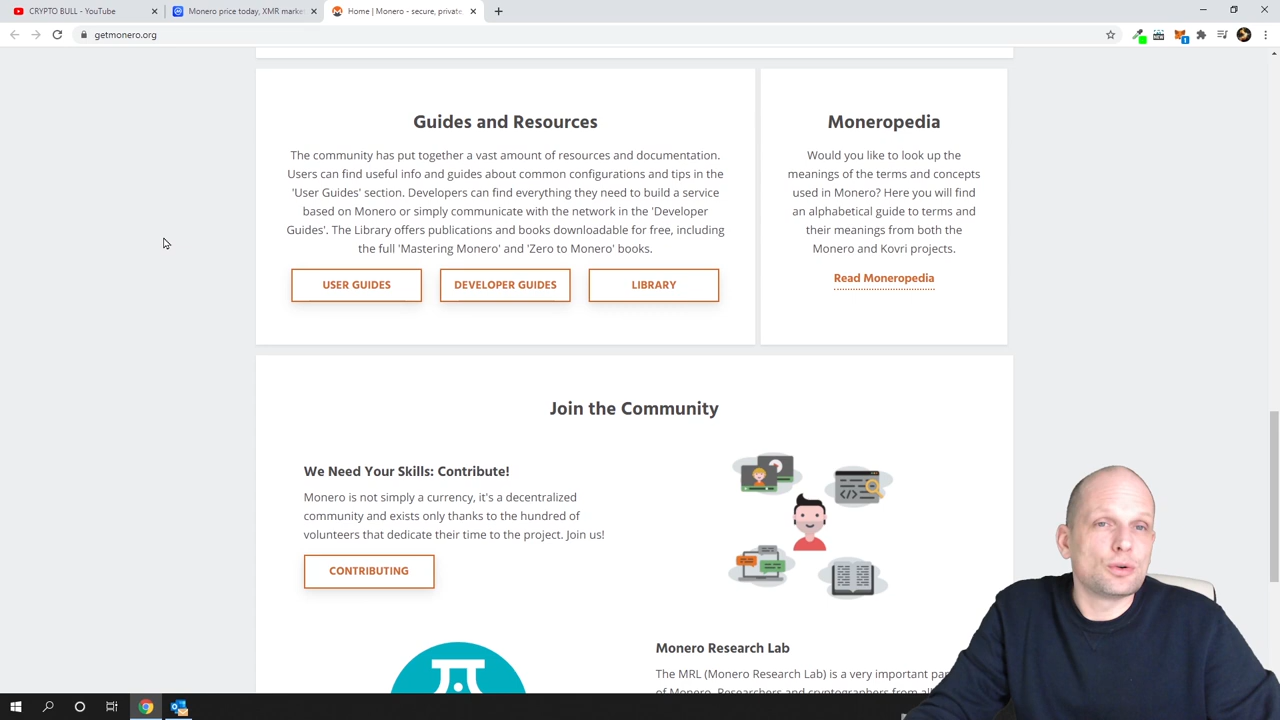 CRYPTO BULL - YouTube
Monero price today, XMR marke
Home | Monero - secure, private
getmonero.org
Guides and Resources
The community has put together a vast amount of resources and documentation.
Users can find useful info and guides about common configurations and tips in the
'User Guides' section. Developers can find everything they need to build a service
based on Monero or simply communicate with the network in the 'Developer
Guides'. The Library offers publications and books downloadable for free, including
the full 'Mastering Monero' and 'Zero to Monero' books.
USER GUIDES
DEVELOPER GUIDES
LIBRARY
Moneropedia
Would you like to look up the
meanings of the terms and concepts
used in Monero? Here you will find
an alphabetical guide to terms and
their meanings from both the
Monero and Kovri projects.
Read Moneropedia
Join the Community
We Need Your Skills: Contribute!
Monero is not simply a currency, it's a decentralized
community and exists only thanks to the hundred of
volunteers that dedicate their time to the project. Join us!
CONTRIBUTING
Monero Research Lab
The MRL (Monero Research Lab) is a very important pa
of Monero. Researchers and cryptographers from all